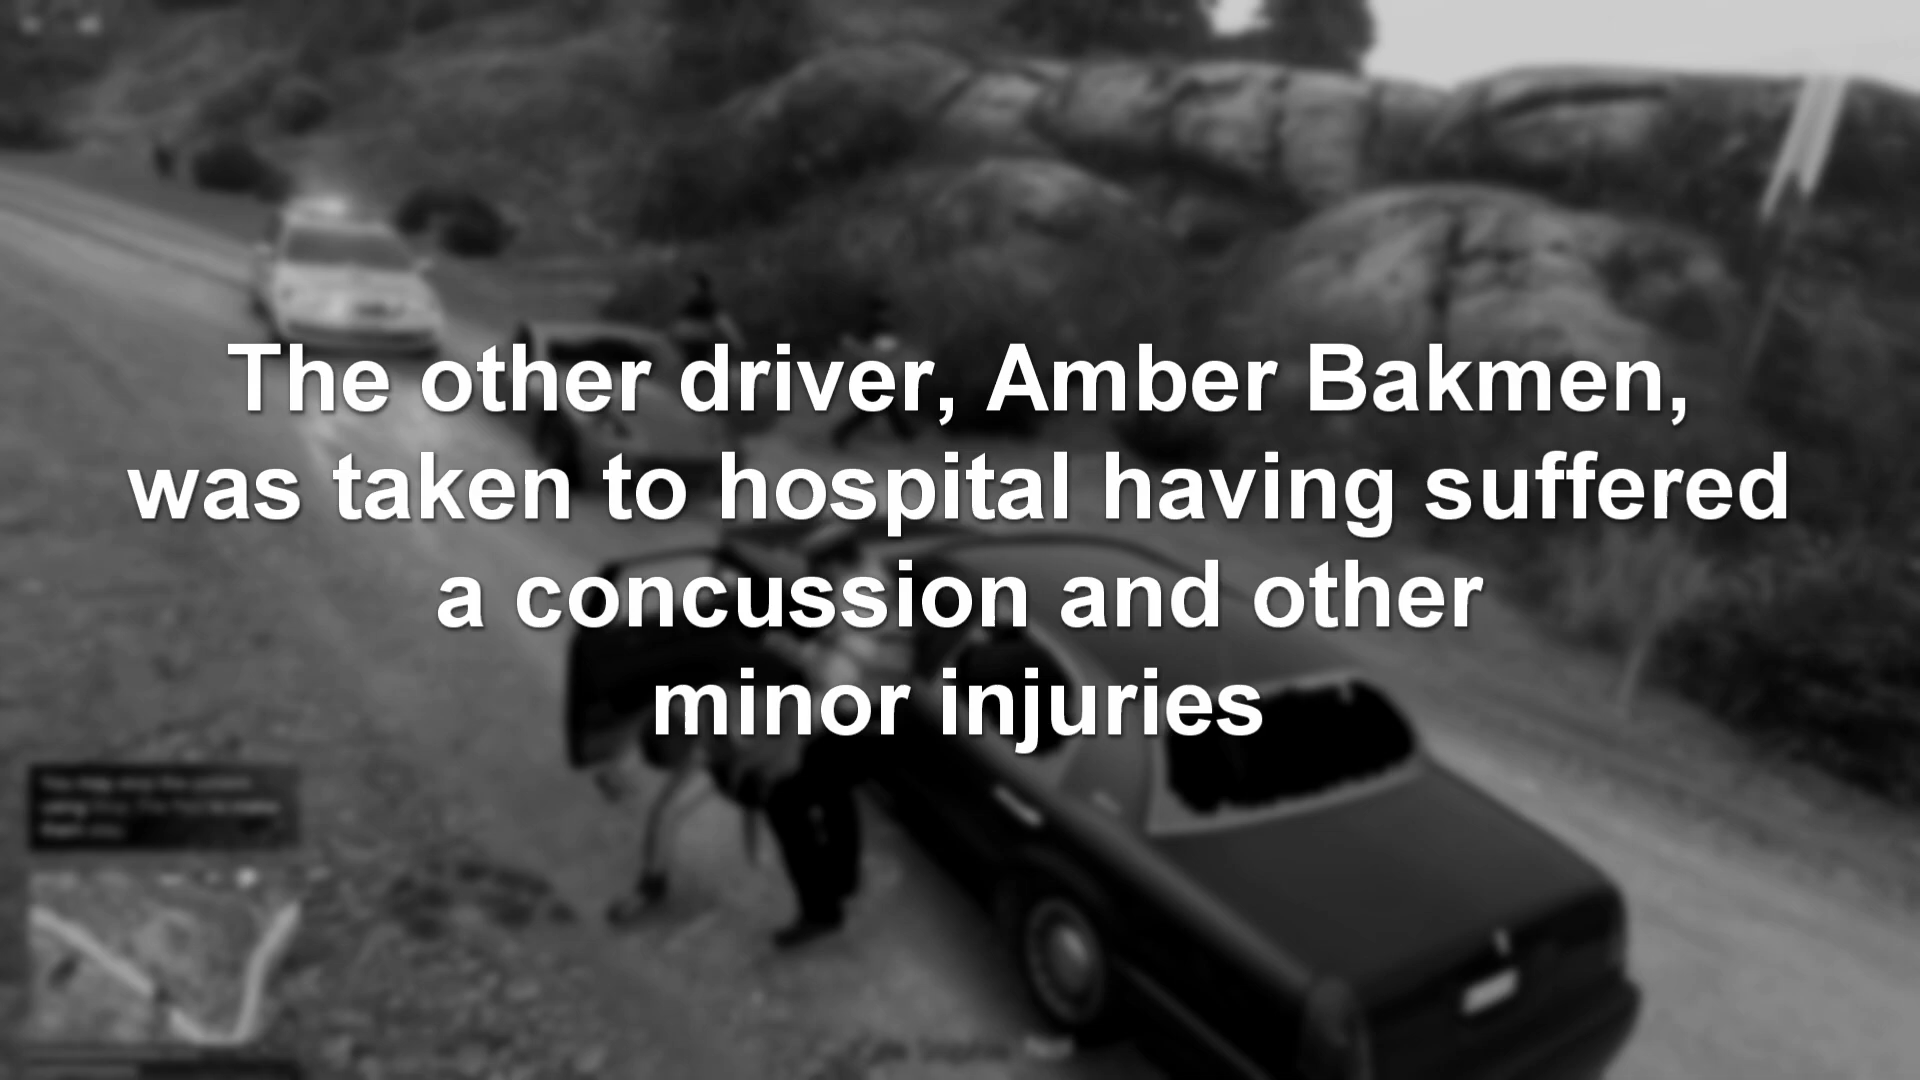 The other driver, Amber Bakmen,
was taken to hospital having suffered
a concussion and other
minor injuries